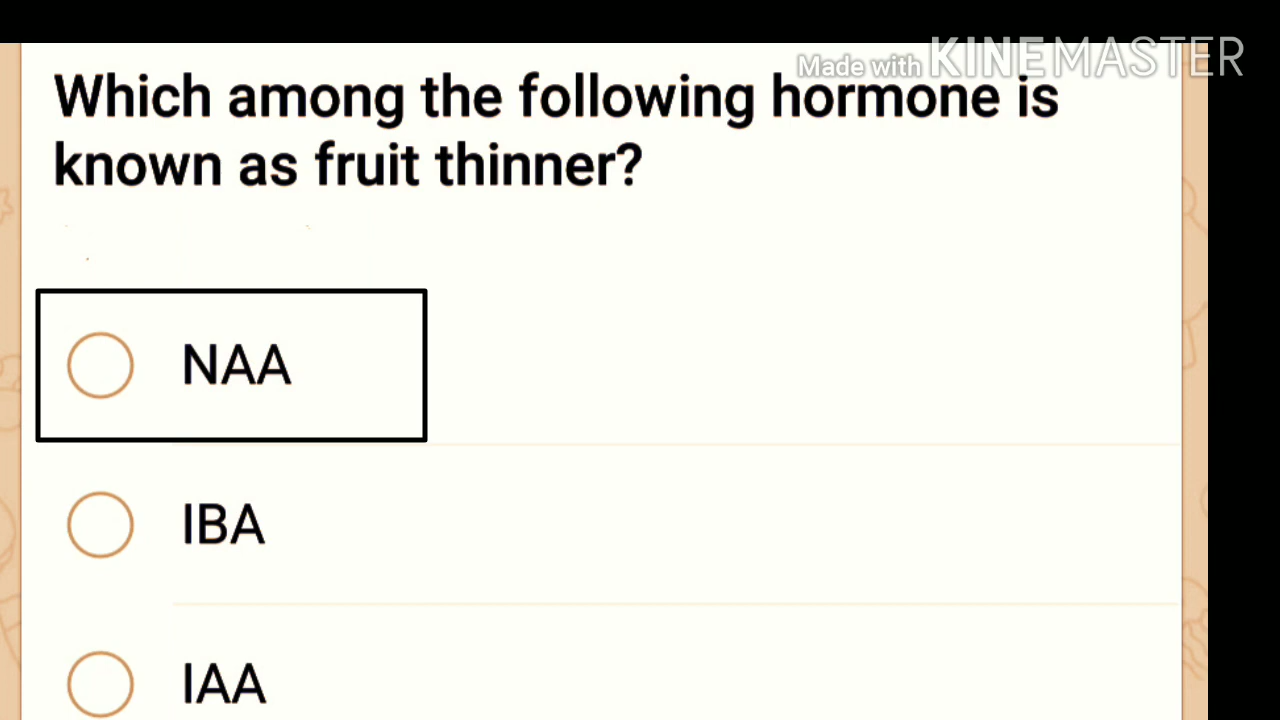 Made with KINEMASTER
Which among the following hormone is
known as fruit thinner?
NAA
IBA
IAA